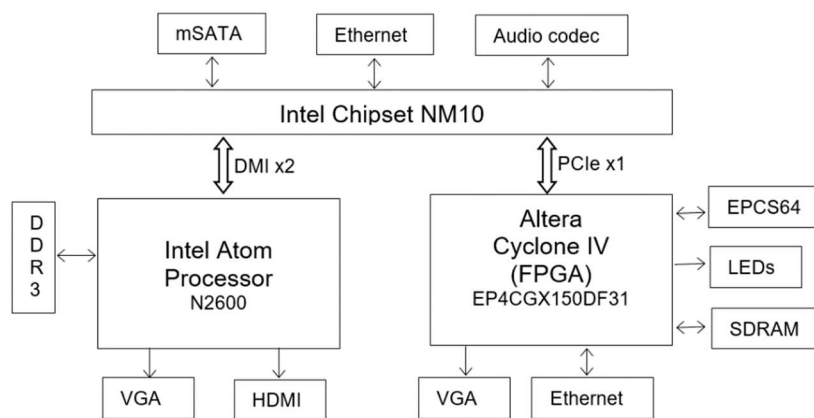 mSATA
Ethernet
Audio codec
Intel Chipset NM10
DMI x2
PCIe x1
D
D
R
3
Intel Atom
Processor
N2600
Altera
Cyclone IV
(FPGA)
EP4CGX150DF31
EPCS64
LEDs
SDRAM
VGA
HDMI
VGA
Ethernet